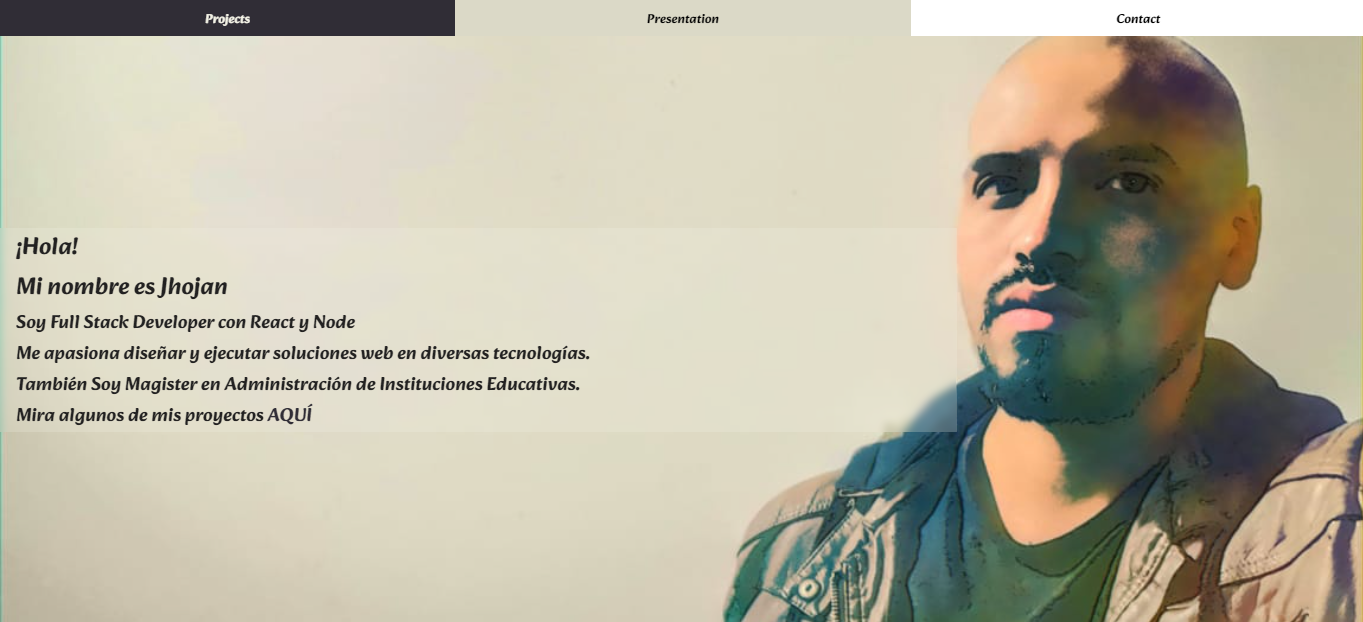 Projects
Presentation
Contact
¡Hola!
Mi nombre es Jhojan
Soy Full Stack Developer con React y Node
Me apasiona diseñar y ejecutar soluciones web en diversas tecnologías.
También Soy Magister en Administración de Instituciones Educativas.
Mira algunos de mis proyectos AQUÍ